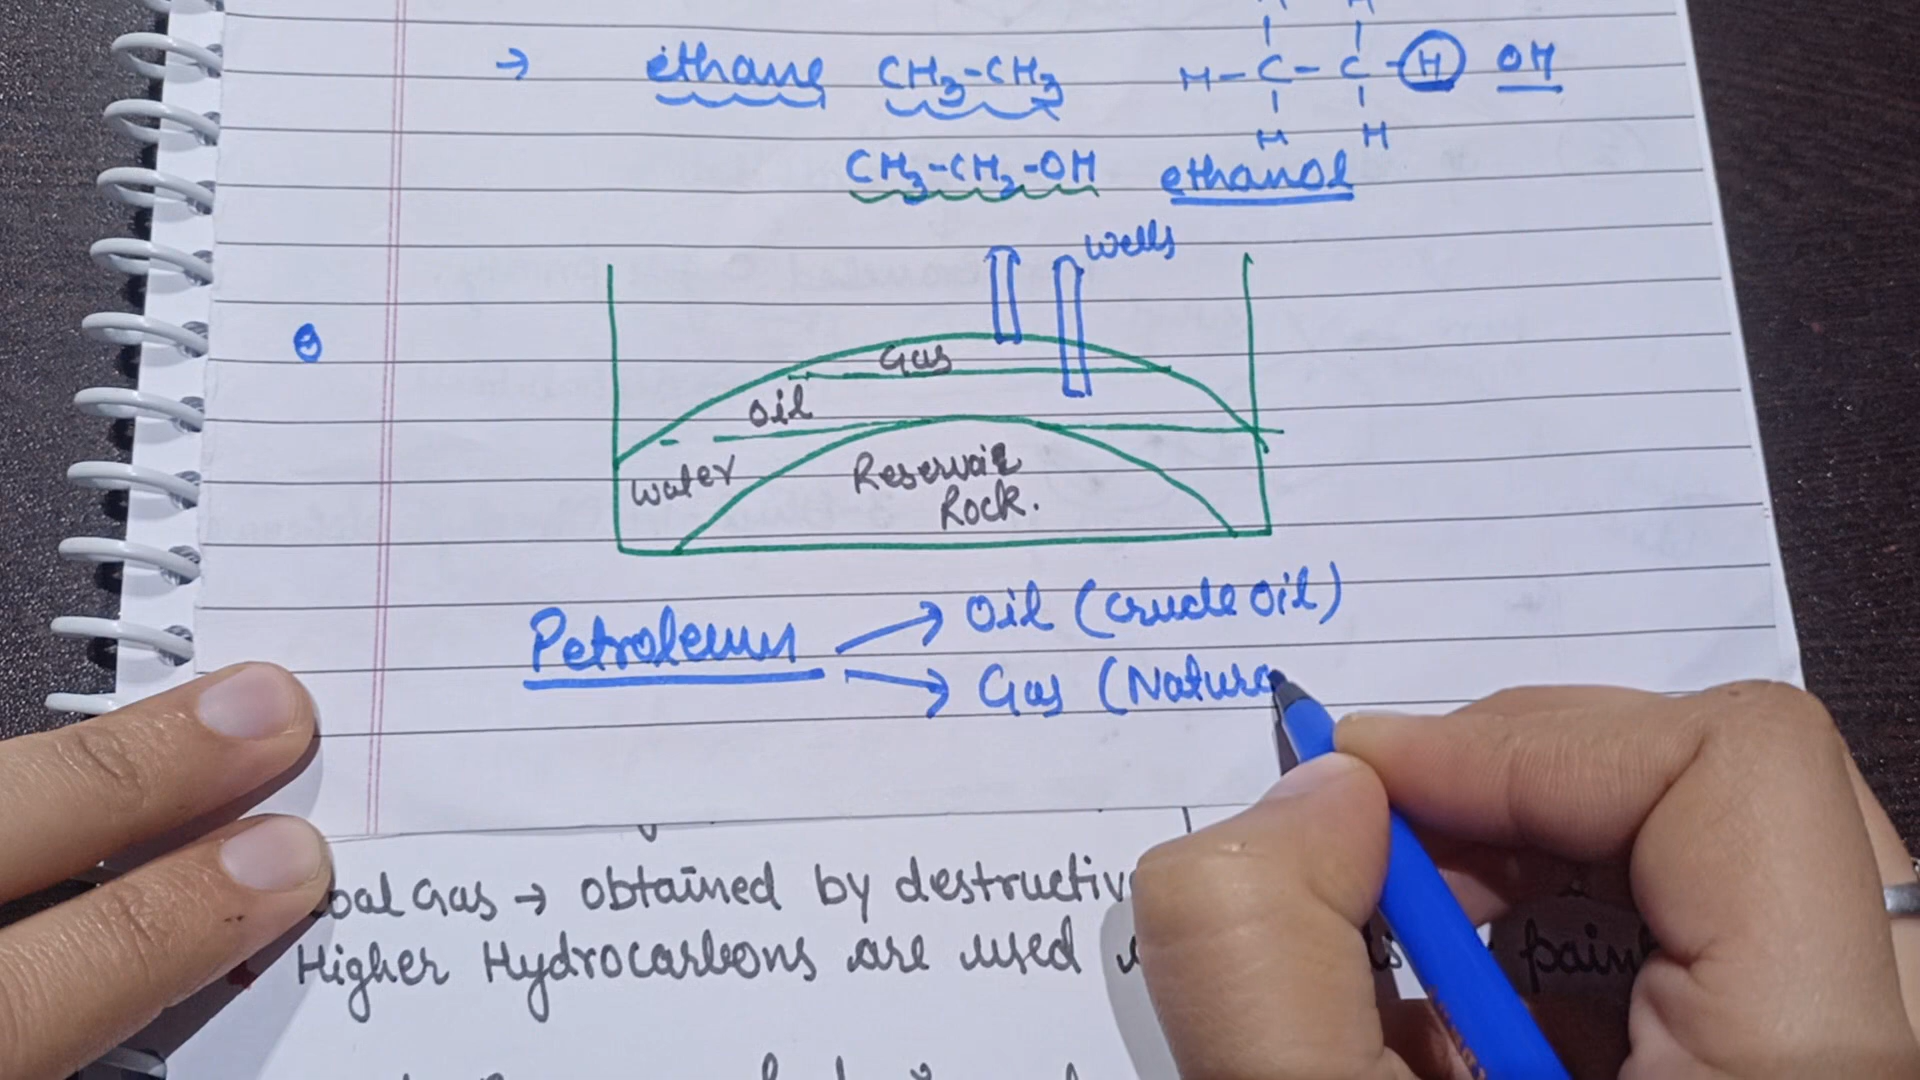 → ethane CH3-CH3 H-C-C-H OH
H H
CH3-CH2-OH ethanol
Wells
Gas
Oil
Water
Reservoir
Rock.
Petroleum → Oil (crude oil)
→ Gas (Natura
oal Gas → obtained by destructiv
Higher Hydrocarbons are used